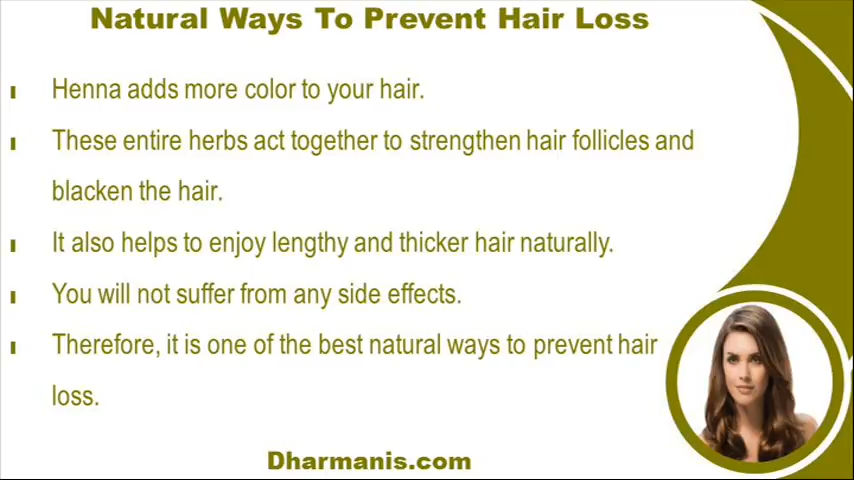 Natural Ways To Prevent Hair Loss
Henna adds more color to your hair.
These entire herbs act together to strengthen hair follicles and
blacken the hair.
It also helps to enjoy lengthy and thicker hair naturally.
You will not suffer from any side effects.
Therefore, it is one of the best natural ways to prevent hair
loss.
Dharmanis.com